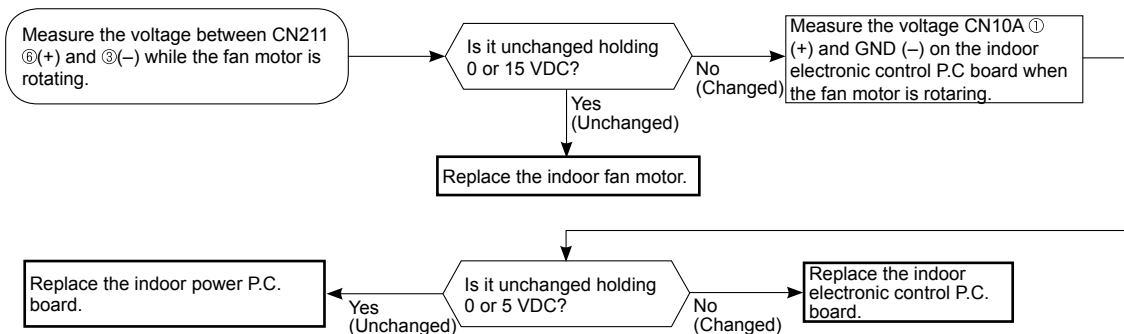 Measure the voltage between CN211
⑥(+) and ③(–) while the fan motor is
rotating.
Is it unchanged holding
0 or 15 VDC?
No
(Changed)
Measure the voltage CN10A ①
(+) and GND (–) on the indoor
electronic control P.C board when
the fan motor is rotaring.
Yes
(Unchanged)
Replace the indoor fan motor.
Is it unchanged holding
0 or 5 VDC?
Yes
(Unchanged)
Replace the indoor power P.C.
board.
No
(Changed)
Replace the indoor
electronic control P.C.
board.